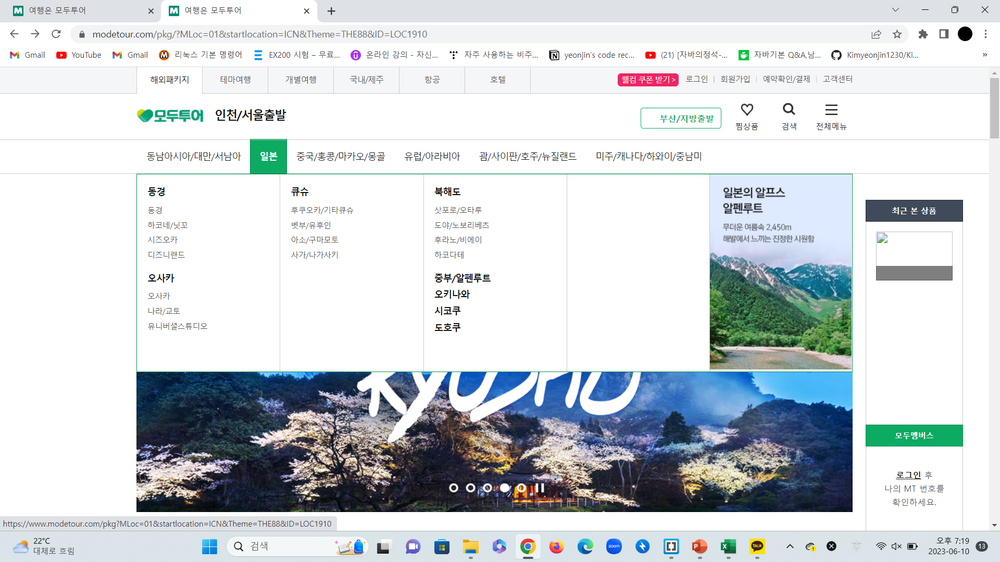 여행은 모두투어
여행은 모두투어
modetour.com/pkg/?MLoc=01&startlocation=ICN&Theme=THE88&ID=LOC1910
Gmail
YouTube
Gmail
리눅스 기본 명령어
EX200 시험 – 무료...
온라인 강의 - 자신...
자주 사용하는 비주...
yeonjin's code rec...
(21) [자바의정석-...
자바기본 Q&A,남...
Kimyeonjin1230/Ki...
»
해외패키지
테마여행
개별여행
국내/제주
항공
호텔
웰컴 쿠폰 받기 >
로그인
회원가입
예약확인/결제
고객센터
모두투어
인천/서울출발
부산/지방출발
찜상품
검색
전체메뉴
동남아시아/대만/서남아
일본
중국/홍콩/마카오/몽골
유럽/아라비아
괌/사이판/호주/뉴질랜드
미주/캐나다/하와이/중남미
동경
동경
하코네/닛꼬
시즈오카
디즈니랜드
오사카
오사카
나라/교토
유니버셜스튜디오
큐슈
후쿠오카/기타큐슈
벳부/유후인
아소/구마모토
사가/나가사키
북해도
삿포로/오타루
도야/노보리베츠
후라노/비에이
하코다테
중부/알펜루트
오키나와
시코쿠
도호쿠
일본의 알프스
알펜루트
무더운 여름속 2,450m
해발에서 느끼는 진정한 시원함
최근 본 상품
모두멤버스
로그인 후
나의 MT 번호를
확인하세요.
KYUSHU
https://www.modetour.com/pkg?MLoc=01&startlocation=ICN&Theme=THE88&ID=LOC1910
22°C
대체로 흐림
검색
zoom
TALK
오후 7:19
2023-06-10
13